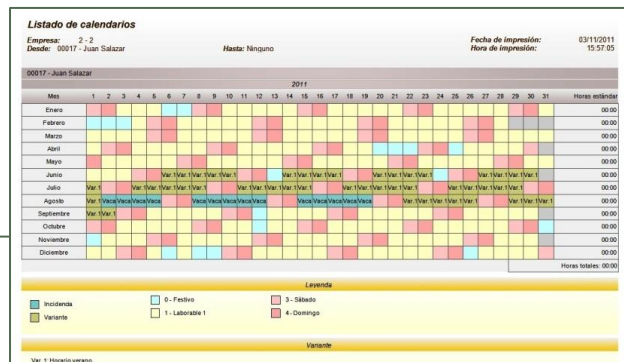 Listado de calendarios
Empresa: 2 - 2
Fecha de impresión: 03/11/2011
Desde: 00017 - Juan Salazar Hasta: Ninguno
Hora de impresión: 15:57:05
00017 - Juan Salazar
2011
Mes 1 2 3 4 5 6 7 8 9 10 11 12 13 14 15 16 17 18 19 20 21 22 23 24 25 26 27 28 29 30 31 Horas estándar
Enero 00:00
Febrero 00:00
Marzo 00:00
Abril 00:00
Mayo 00:00
Junio Var.1 Var.1 Var.1 Var.1 Var.1 Var.1 Var.1 Var.1 Var.1 Var.1 Var.1 Var.1 Var.1 Var.1 Var.1 Var.1 Var.1 00:00
Julio Var.1 Var.1 Var.1 Var.1 Var.1 Var.1 Var.1 Var.1 Var.1 Var.1 Var.1 Var.1 Var.1 Var.1 Var.1 Var.1 Var.1 Var.1 Var.1 Var.1 Var.1 00:00
Agosto Var.1 Vaca Vaca Vaca Vaca Vaca Vaca Vaca Vaca Vaca Vaca Vaca Vaca Vaca Vaca Var.1 Var.1 Var.1 Var.1 Var.1 Var.1 Var.1 Var.1 00:00
Septiembre Var.1 Var.1 00:00
Octubre 00:00
Noviembre 00:00
Diciembre 00:00
Horas totales: 00:00
Leyenda
Incidencia 0 - Festivo 3 - Sábado
Variante 1 - Laborable 1 4 - Domingo
Variante
Var. 1: Horario verano